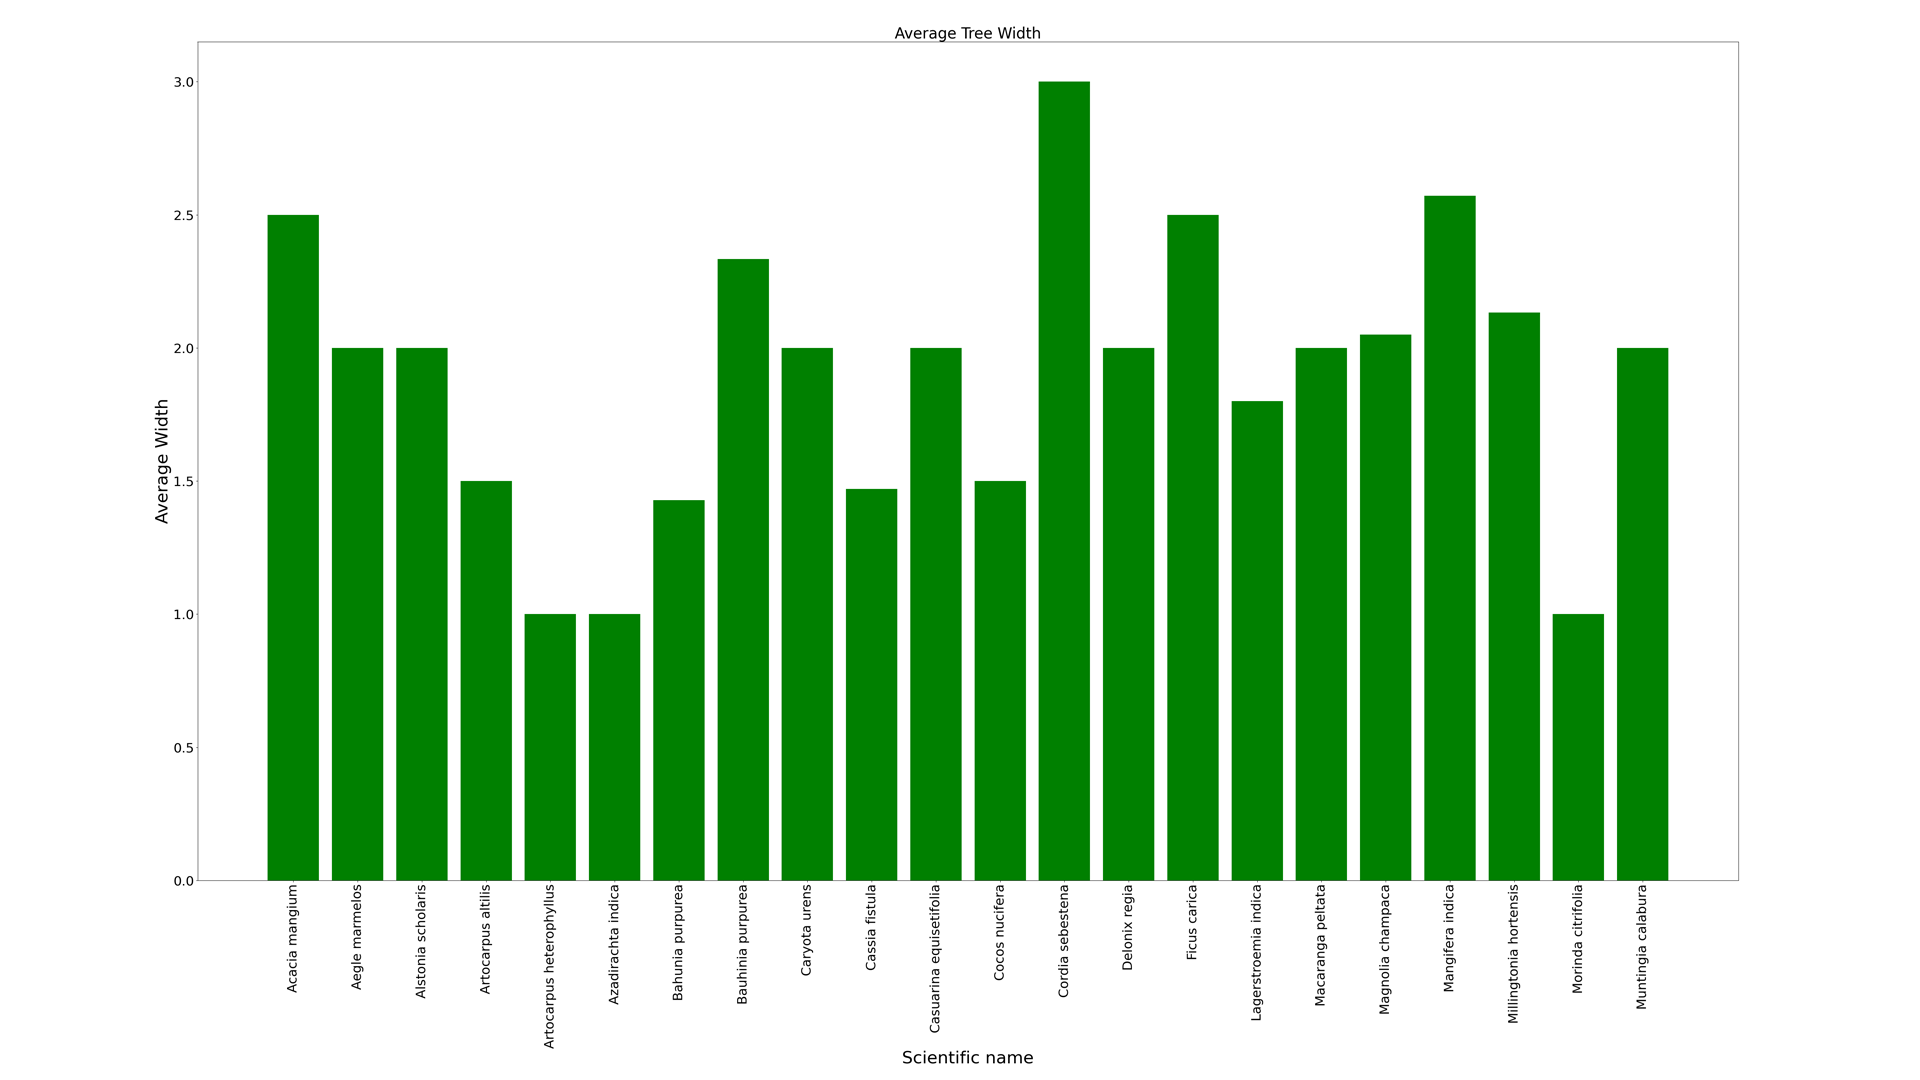 Average Tree Width
Average Width
3.0
2.5
2.0
1.5
1.0
0.5
0.0
Acacia mangium
Aegle marmelos
Alstonia scholaris
Artocarpus altilis
Artocarpus heterophyllus
Azadirachta indica
Bahunia purpurea
Bauhinia purpurea
Caryota urens
Cassia fistula
Casuarina equisetifolia
Cocos nucifera
Cordia sebestena
Delonix regia
Ficus carica
Lagerstroemia indica
Macaranga peltata
Magnolia champaca
Mangifera indica
Millingtonia hortensis
Morinda citrifolia
Muntingia calabura
Scientific name